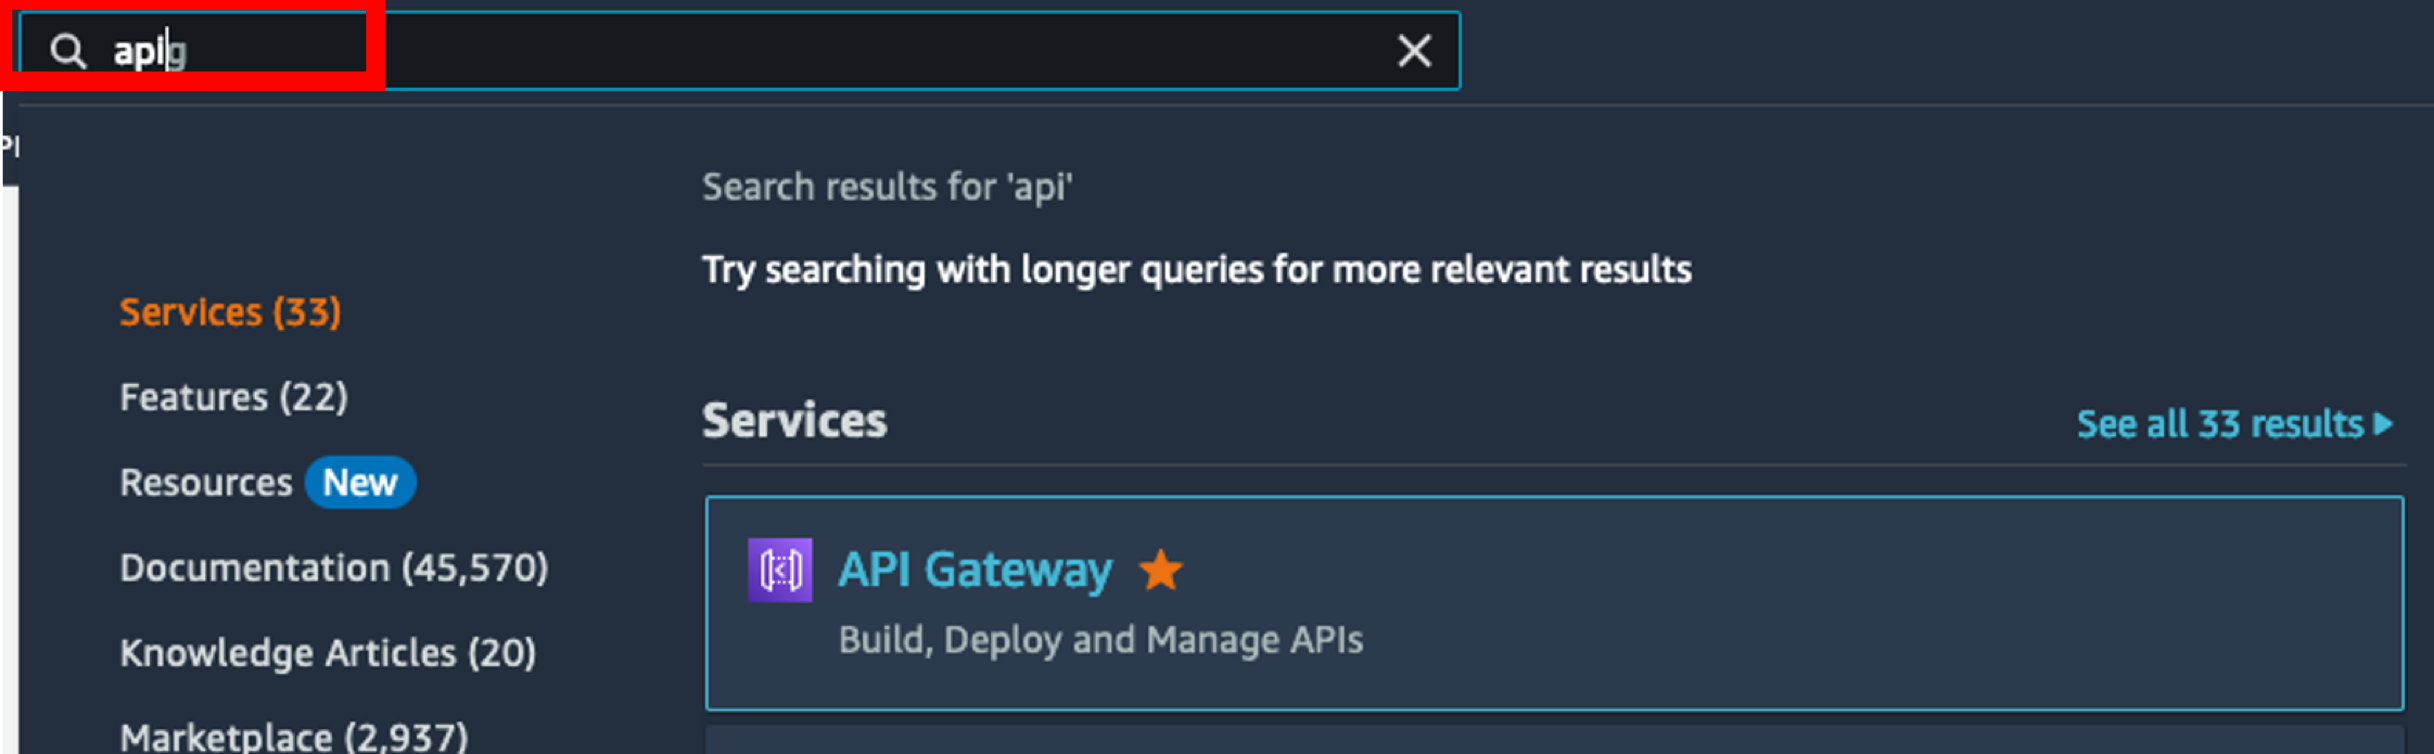 apig
Search results for 'api'
Try searching with longer queries for more relevant results
Services (33)
Features (22)
Resources New
Documentation (45,570)
Knowledge Articles (20)
Marketplace (2,937)
Services
See all 33 results
API Gateway
Build, Deploy and Manage APIs